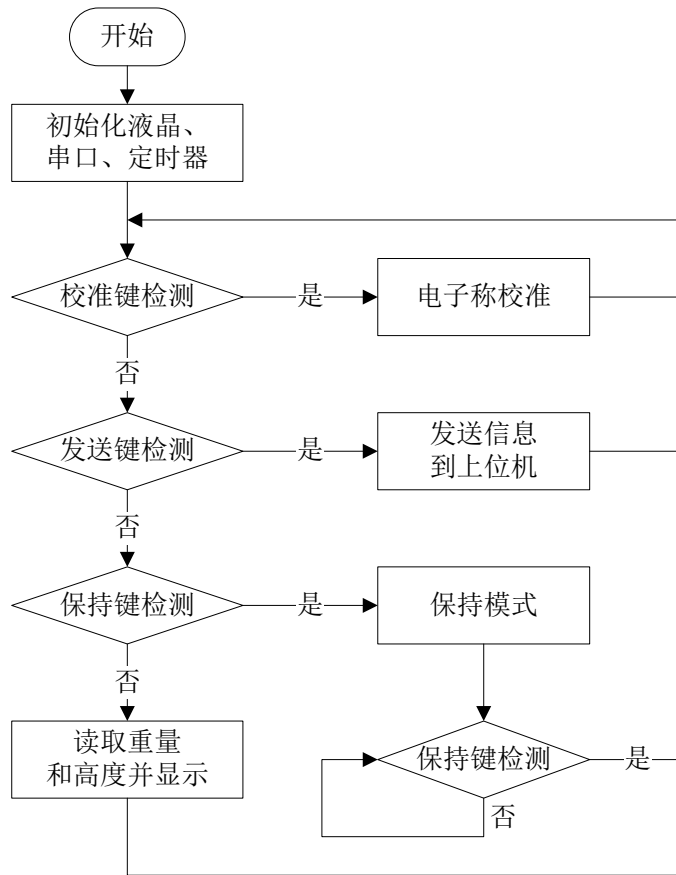 开始
初始化液晶、
串口、定时器
校准键检测
是
电子称校准
否
发送键检测
是
发送信息
到上位机
否
保持键检测
是
保持模式
否
读取重量
和高度并显示
保持键检测
是
否